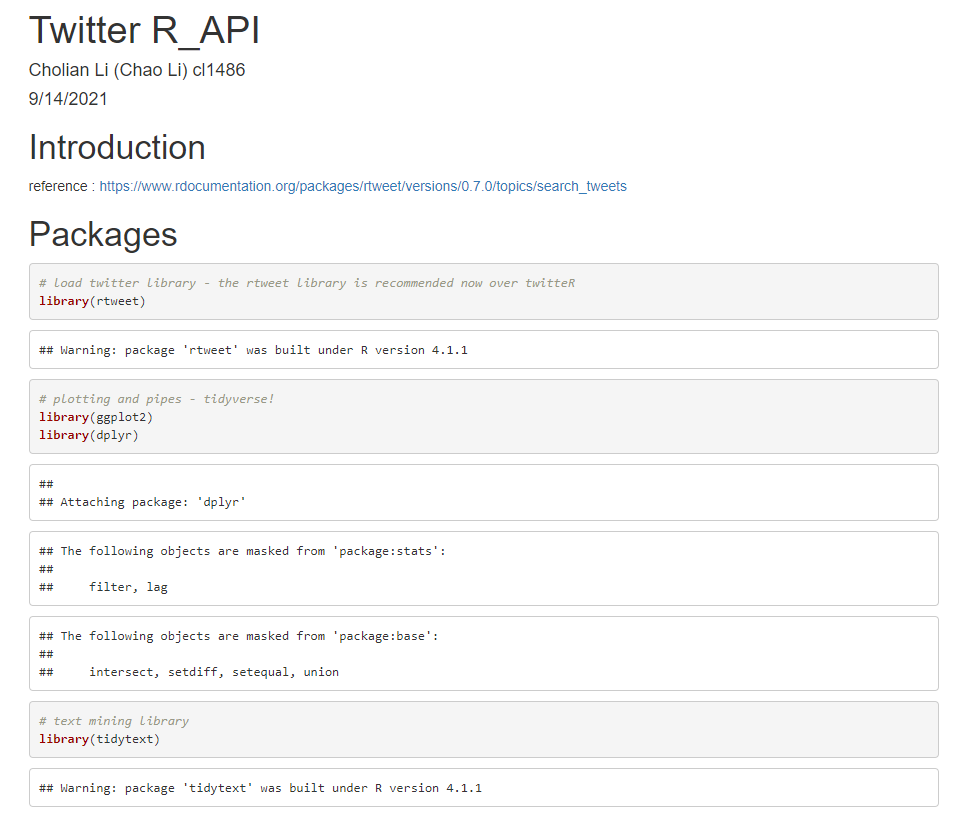 Twitter R_API
Cholian Li (Chao Li) cl1486
9/14/2021
Introduction
reference : https://www.rdocumentation.org/packages/rtweet/versions/0.7.0/topics/search_tweets
Packages
# load twitter library - the rtweet library is recommended now over twitteR
library(rtweet)
## Warning: package 'rtweet' was built under R version 4.1.1
# plotting and pipes - tidyverse!
library(ggplot2)
library(dplyr)
##
## Attaching package: 'dplyr'
## The following objects are masked from 'package:stats':
##
##     filter, lag
## The following objects are masked from 'package:base':
##
##     intersect, setdiff, setequal, union
# text mining library
library(tidytext)
## Warning: package 'tidytext' was built under R version 4.1.1